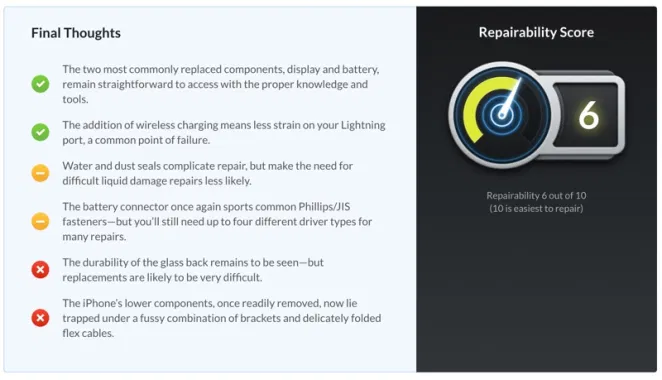 Final Thoughts
The two most commonly replaced components, display and battery,
remain straightforward to access with the proper knowledge and
tools.
The addition of wireless charging means less strain on your Lightning
port, a common point of failure.
Water and dust seals complicate repair, but make the need for
difficult liquid damage repairs less likely.
The battery connector once again sports common Phillips/JIS
fasteners—but you'll still need up to four different driver types for
many repairs.
The durability of the glass back remains to be seen—but
replacements are likely to be very difficult.
The iPhone's lower components, once readily removed, now lie
trapped under a fussy combination of brackets and delicately folded
flex cables.
Repairability Score
6
Repairability 6 out of 10
(10 is easiest to repair)